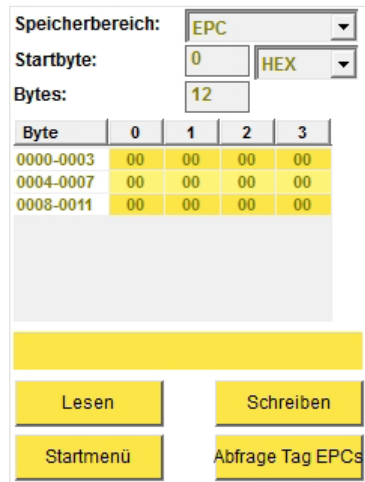 Speicherbereich: EPC
Startbyte: 0 HEX
Bytes: 12
Byte 0 1 2 3
0000-0003 00 00 00 00
0004-0007 00 00 00 00
0008-0011 00 00 00 00
Lesen Schreiben
Startmenü Abfrage Tag EPCs